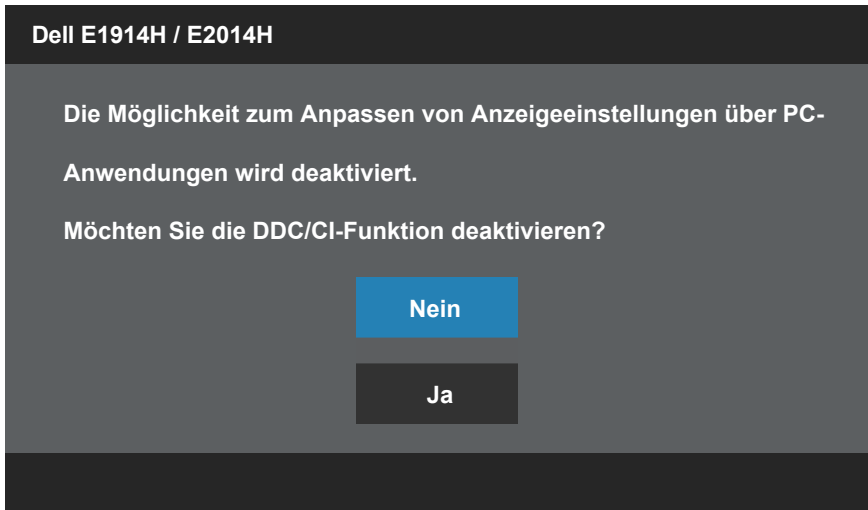 Dell E1914H / E2014H
Die Möglichkeit zum Anpassen von Anzeigeeinstellungen über PC-
Anwendungen wird deaktiviert.
Möchten Sie die DDC/CI-Funktion deaktivieren?
Nein
Ja